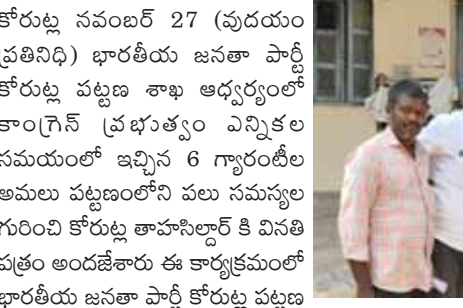 కోరుట్ల నవంబర్ 27 (వుదయం
ప్రతినిధి) భారతీయ జనతా పార్టీ
కోరుట్ల పట్టణ శాఖ ఆధ్వర్యంలో
కాంగ్రెస్ ప్రభుత్వం ఎన్నికల
సమయంలో ఇచ్చిన 6 గ్యారంటీల
అమలు పట్టణంలోని పలు సమస్యల
గురించి కోరుట్ల తాహసిల్దార్ కి వినతి
పత్రం అందజేశారు ఈ కార్యక్రమంలో
భారతీయ జనతా పార్టీ కోరుట్ల పట్టణ